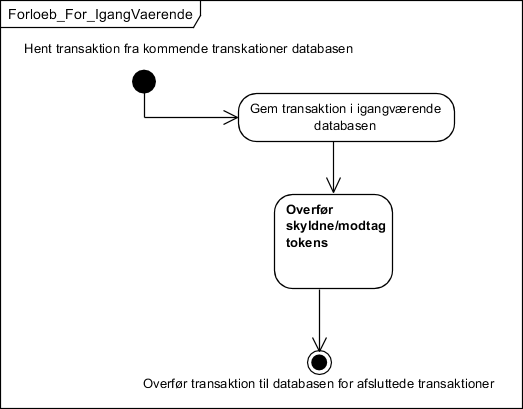 Forloeb_For_IgangVaerende
Hent transaktion fra kommende transkationer databasen
Gem transaktion i igangværende
databasen
Overfør
skyldne/modtag
tokens
Overfør transaktion til databasen for afsluttede transaktioner